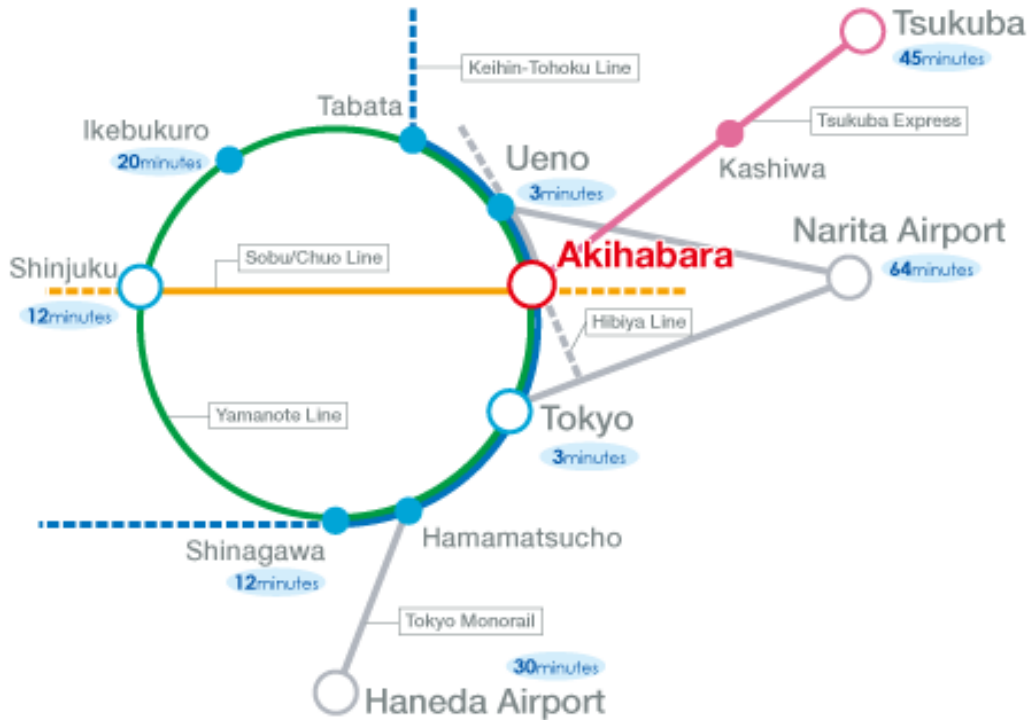 Tsukuba
45minutes
Keihin-Tohoku Line
Tabata
Tsukuba Express
Ikebukuro
20minutes
Ueno
3minutes
Kashiwa
Narita Airport
64minutes
Akihabara
Sobu/Chuo Line
Shinjuku
12minutes
Hibiya Line
Yamanote Line
Tokyo
3minutes
Hamamatsucho
Shinagawa
12minutes
Tokyo Monorail
30minutes
Haneda Airport